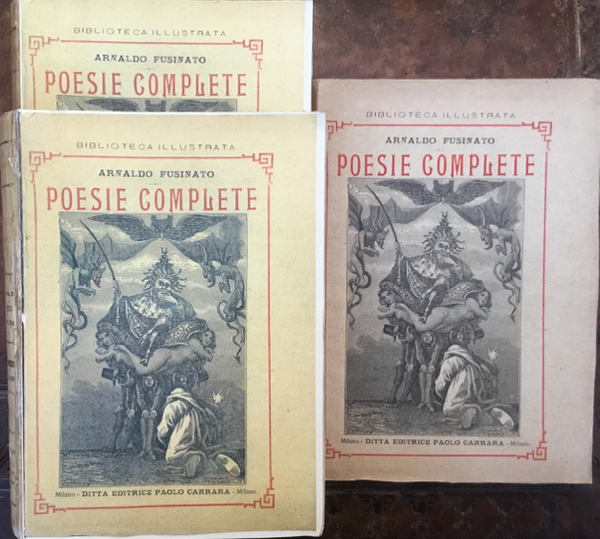 BIBLIOTECA ILLUSTRATA
ARNALDO FUSINATO
POESIE COMPLETE
BIBLIOTECA ILLUSTRATA
ARNALDO FUSINATO
POESIE COMPLETE
Milano - DITTA EDITRICE PAOLO CARRARA - Milano
BIBLIOTECA ILLUSTRATA
ARNALDO FUSINATO
POESIE COMPLETE
Milano - DITTA EDITRICE PAOLO CARRARA - Milano